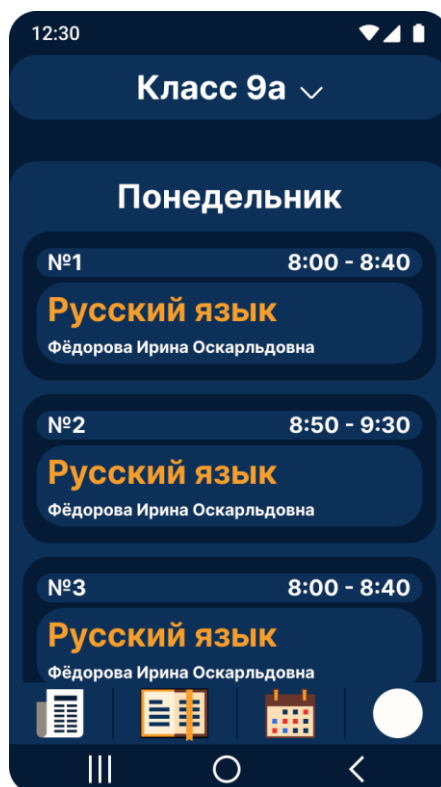 12:30
Класс 9а
Понедельник
№1 8:00 - 8:40
Русский язык
Фёдорова Ирина Оскарльдовна
№2 8:50 - 9:30
Русский язык
Фёдорова Ирина Оскарльдовна
№3 8:00 - 8:40
Русский язык
Фёдорова Ирина Оскарльдовна